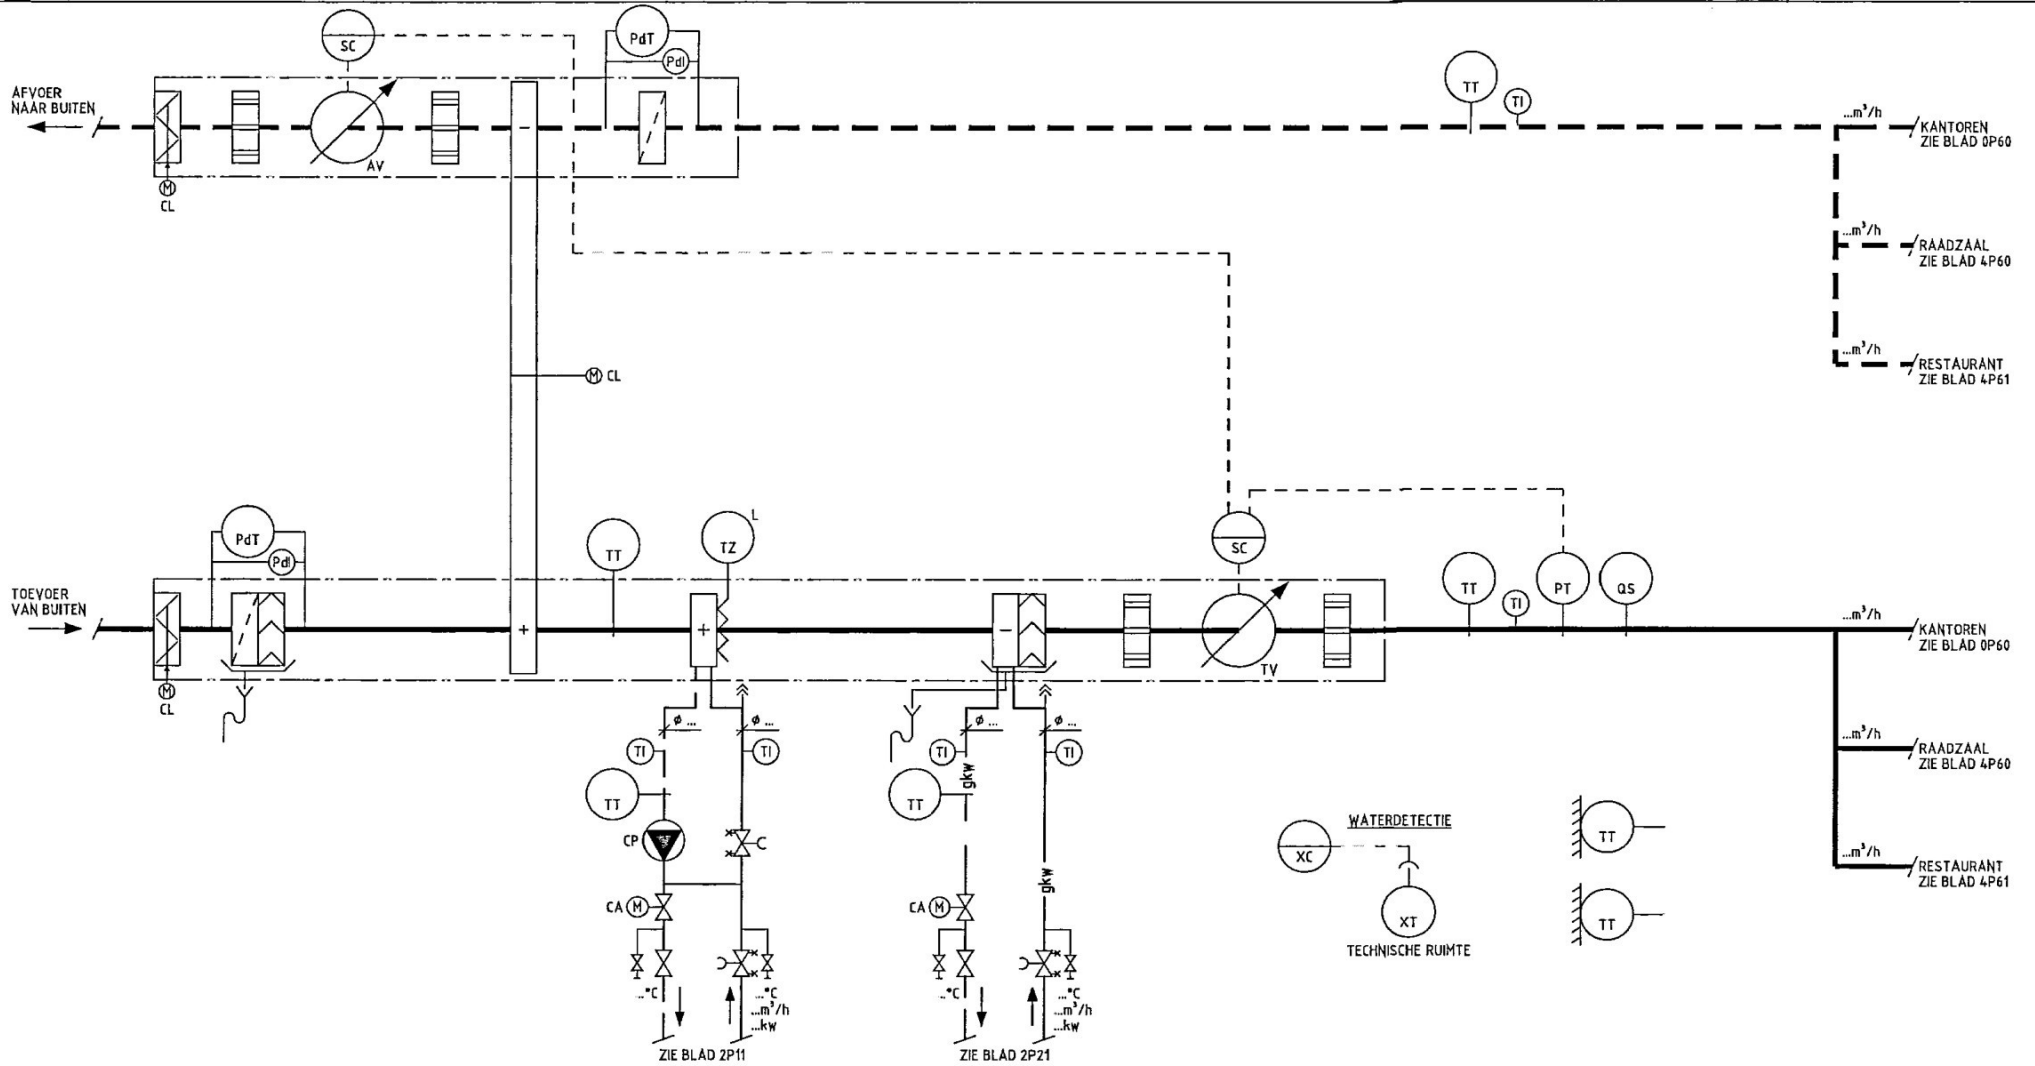 SC
PdT
PdI
AFVOER
NAAR BUITEN
AV
M
CL
-
TT
TI
...m³/h
KANTOREN
ZIE BLAD 0P60
...m³/h
RAADZAAL
ZIE BLAD 4P60
...m³/h
RESTAURANT
ZIE BLAD 4P61
M CL
PdT
PdI
TOEVOER
VAN BUITEN
M
CL
+
TT
TZ
L
+
-
SC
TV
TT
TI
PT
QS
...m³/h
KANTOREN
ZIE BLAD 0P60
...m³/h
RAADZAAL
ZIE BLAD 4P60
...m³/h
RESTAURANT
ZIE BLAD 4P61
Ø ...
Ø ...
TI
TI
TT
CP
C
CA M
...°C
...°C
...m³/h
...kw
ZIE BLAD 2P11
Ø ...
Ø ...
TI
TI
gkw
TT
gkw
CA M
...°C
...°C
...m³/h
...kw
ZIE BLAD 2P21
WATERDETECTIE
XC
XT
TECHNISCHE RUIMTE
TT
TT